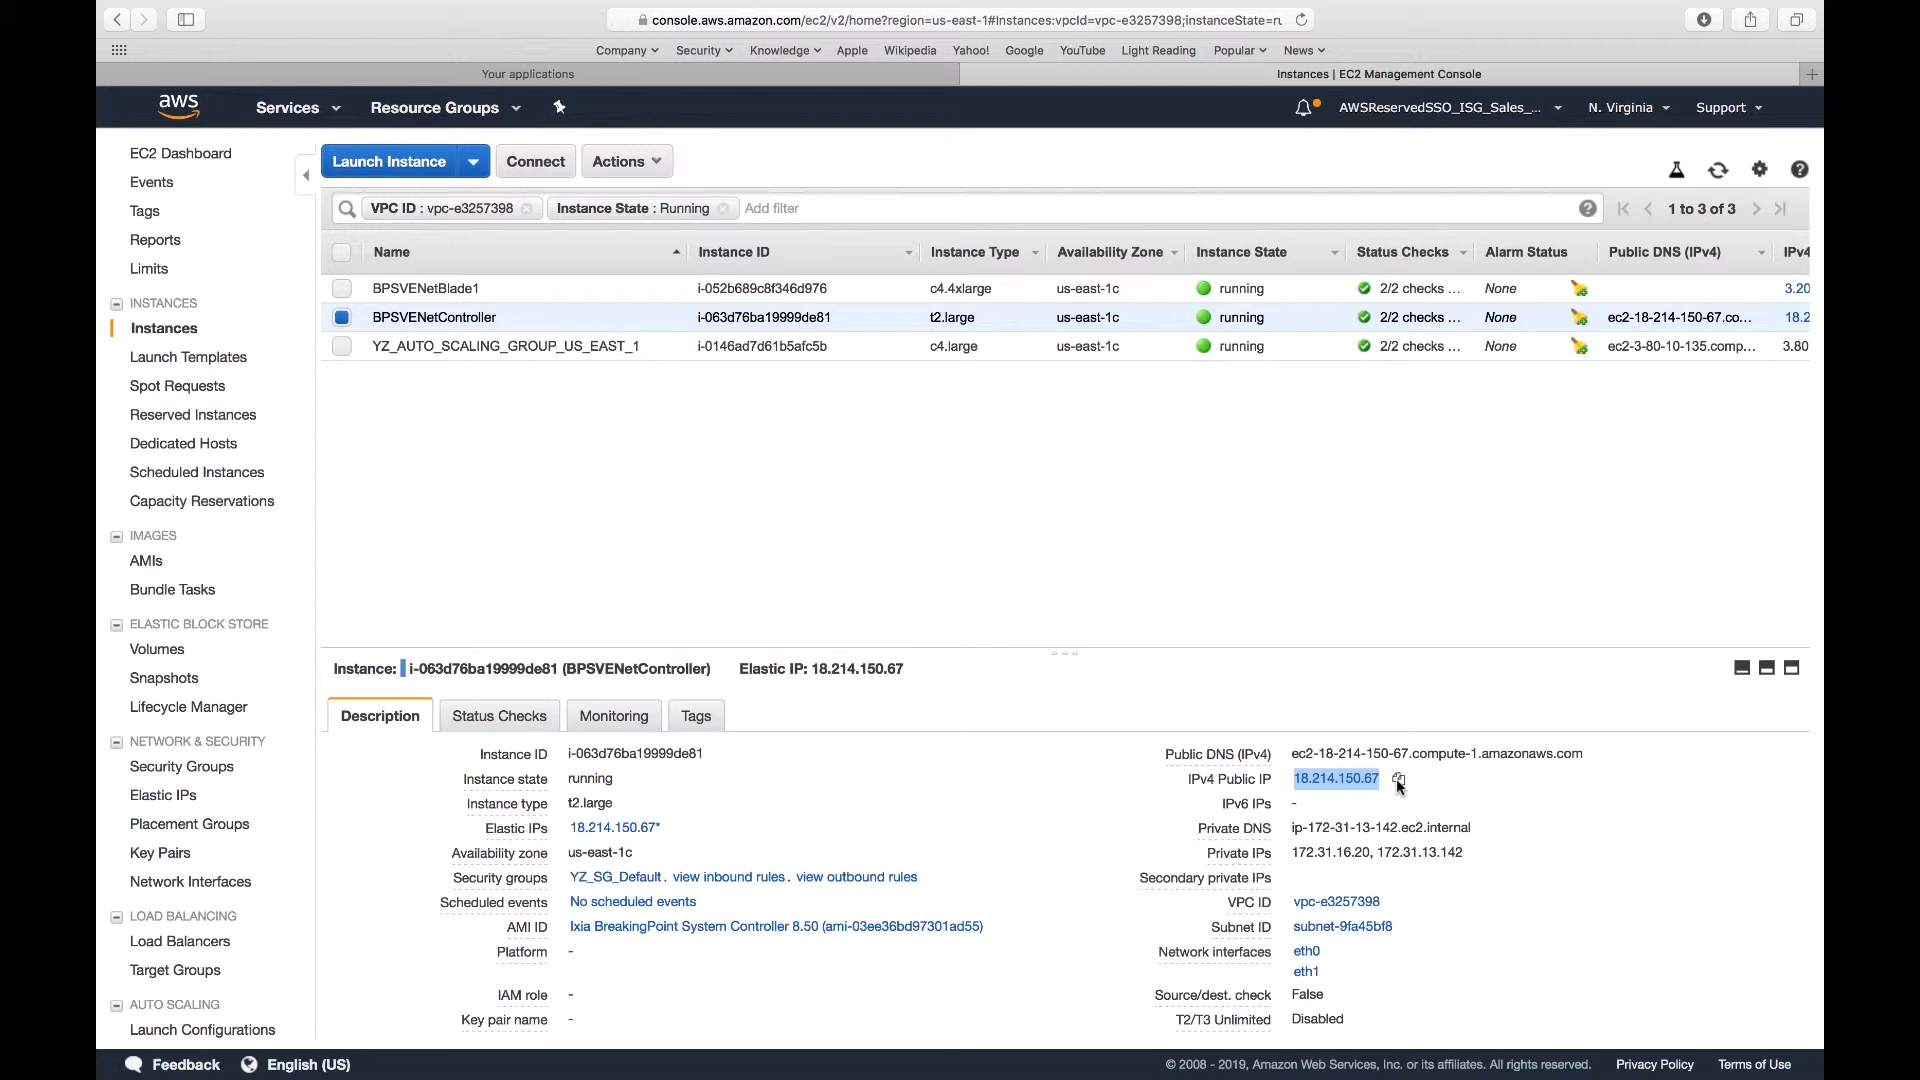 console.aws.amazon.com/ec2/v2/home?region=us-east-1#Instances:vpcId=vpc-e3257398;instanceState=ru
Company Security Knowledge Apple Wikipedia Yahoo! Google YouTube Light Reading Popular News
Your applications
Instances | EC2 Management Console
aws Services Resource Groups AWSReservedSSO_ISG_Sales_... N. Virginia Support
EC2 Dashboard
Events
Tags
Reports
Limits
INSTANCES
Instances
Launch Templates
Spot Requests
Reserved Instances
Dedicated Hosts
Scheduled Instances
Capacity Reservations
IMAGES
AMIs
Bundle Tasks
ELASTIC BLOCK STORE
Volumes
Snapshots
Lifecycle Manager
NETWORK & SECURITY
Security Groups
Elastic IPs
Placement Groups
Key Pairs
Network Interfaces
LOAD BALANCING
Load Balancers
Target Groups
AUTO SCALING
Launch Configurations
Launch Instance Connect Actions
VPC ID : vpc-e3257398 Instance State : Running Add filter 1 to 3 of 3
Name Instance ID Instance Type Availability Zone Instance State Status Checks Alarm Status Public DNS (IPv4) IPv4
BPSVENetBlade1 i-052b689c8f346d976 c4.4xlarge us-east-1c running 2/2 checks ... None 3.20
BPSVENetController i-063d76ba19999de81 t2.large us-east-1c running 2/2 checks ... None ec2-18-214-150-67.co... 18.2
YZ_AUTO_SCALING_GROUP_US_EAST_1 i-0146ad7d61b5afc5b c4.large us-east-1c running 2/2 checks ... None ec2-3-80-10-135.comp... 3.80
Instance: i-063d76ba19999de81 (BPSVENetController) Elastic IP: 18.214.150.67
Description Status Checks Monitoring Tags
Instance ID i-063d76ba19999de81
Instance state running
Instance type t2.large
Elastic IPs 18.214.150.67*
Availability zone us-east-1c
Security groups YZ_SG_Default. view inbound rules. view outbound rules
Scheduled events No scheduled events
AMI ID Ixia BreakingPoint System Controller 8.50 (ami-03ee36bd97301ad55)
Platform -
IAM role -
Key pair name -
Public DNS (IPv4) ec2-18-214-150-67.compute-1.amazonaws.com
IPv4 Public IP 18.214.150.67
IPv6 IPs -
Private DNS ip-172-31-13-142.ec2.internal
Private IPs 172.31.16.20, 172.31.13.142
Secondary private IPs
VPC ID vpc-e3257398
Subnet ID subnet-9fa45bf8
Network interfaces eth0
eth1
Source/dest. check False
T2/T3 Unlimited Disabled
Feedback English (US) © 2008 - 2019, Amazon Web Services, Inc. or its affiliates. All rights reserved. Privacy Policy Terms of Use